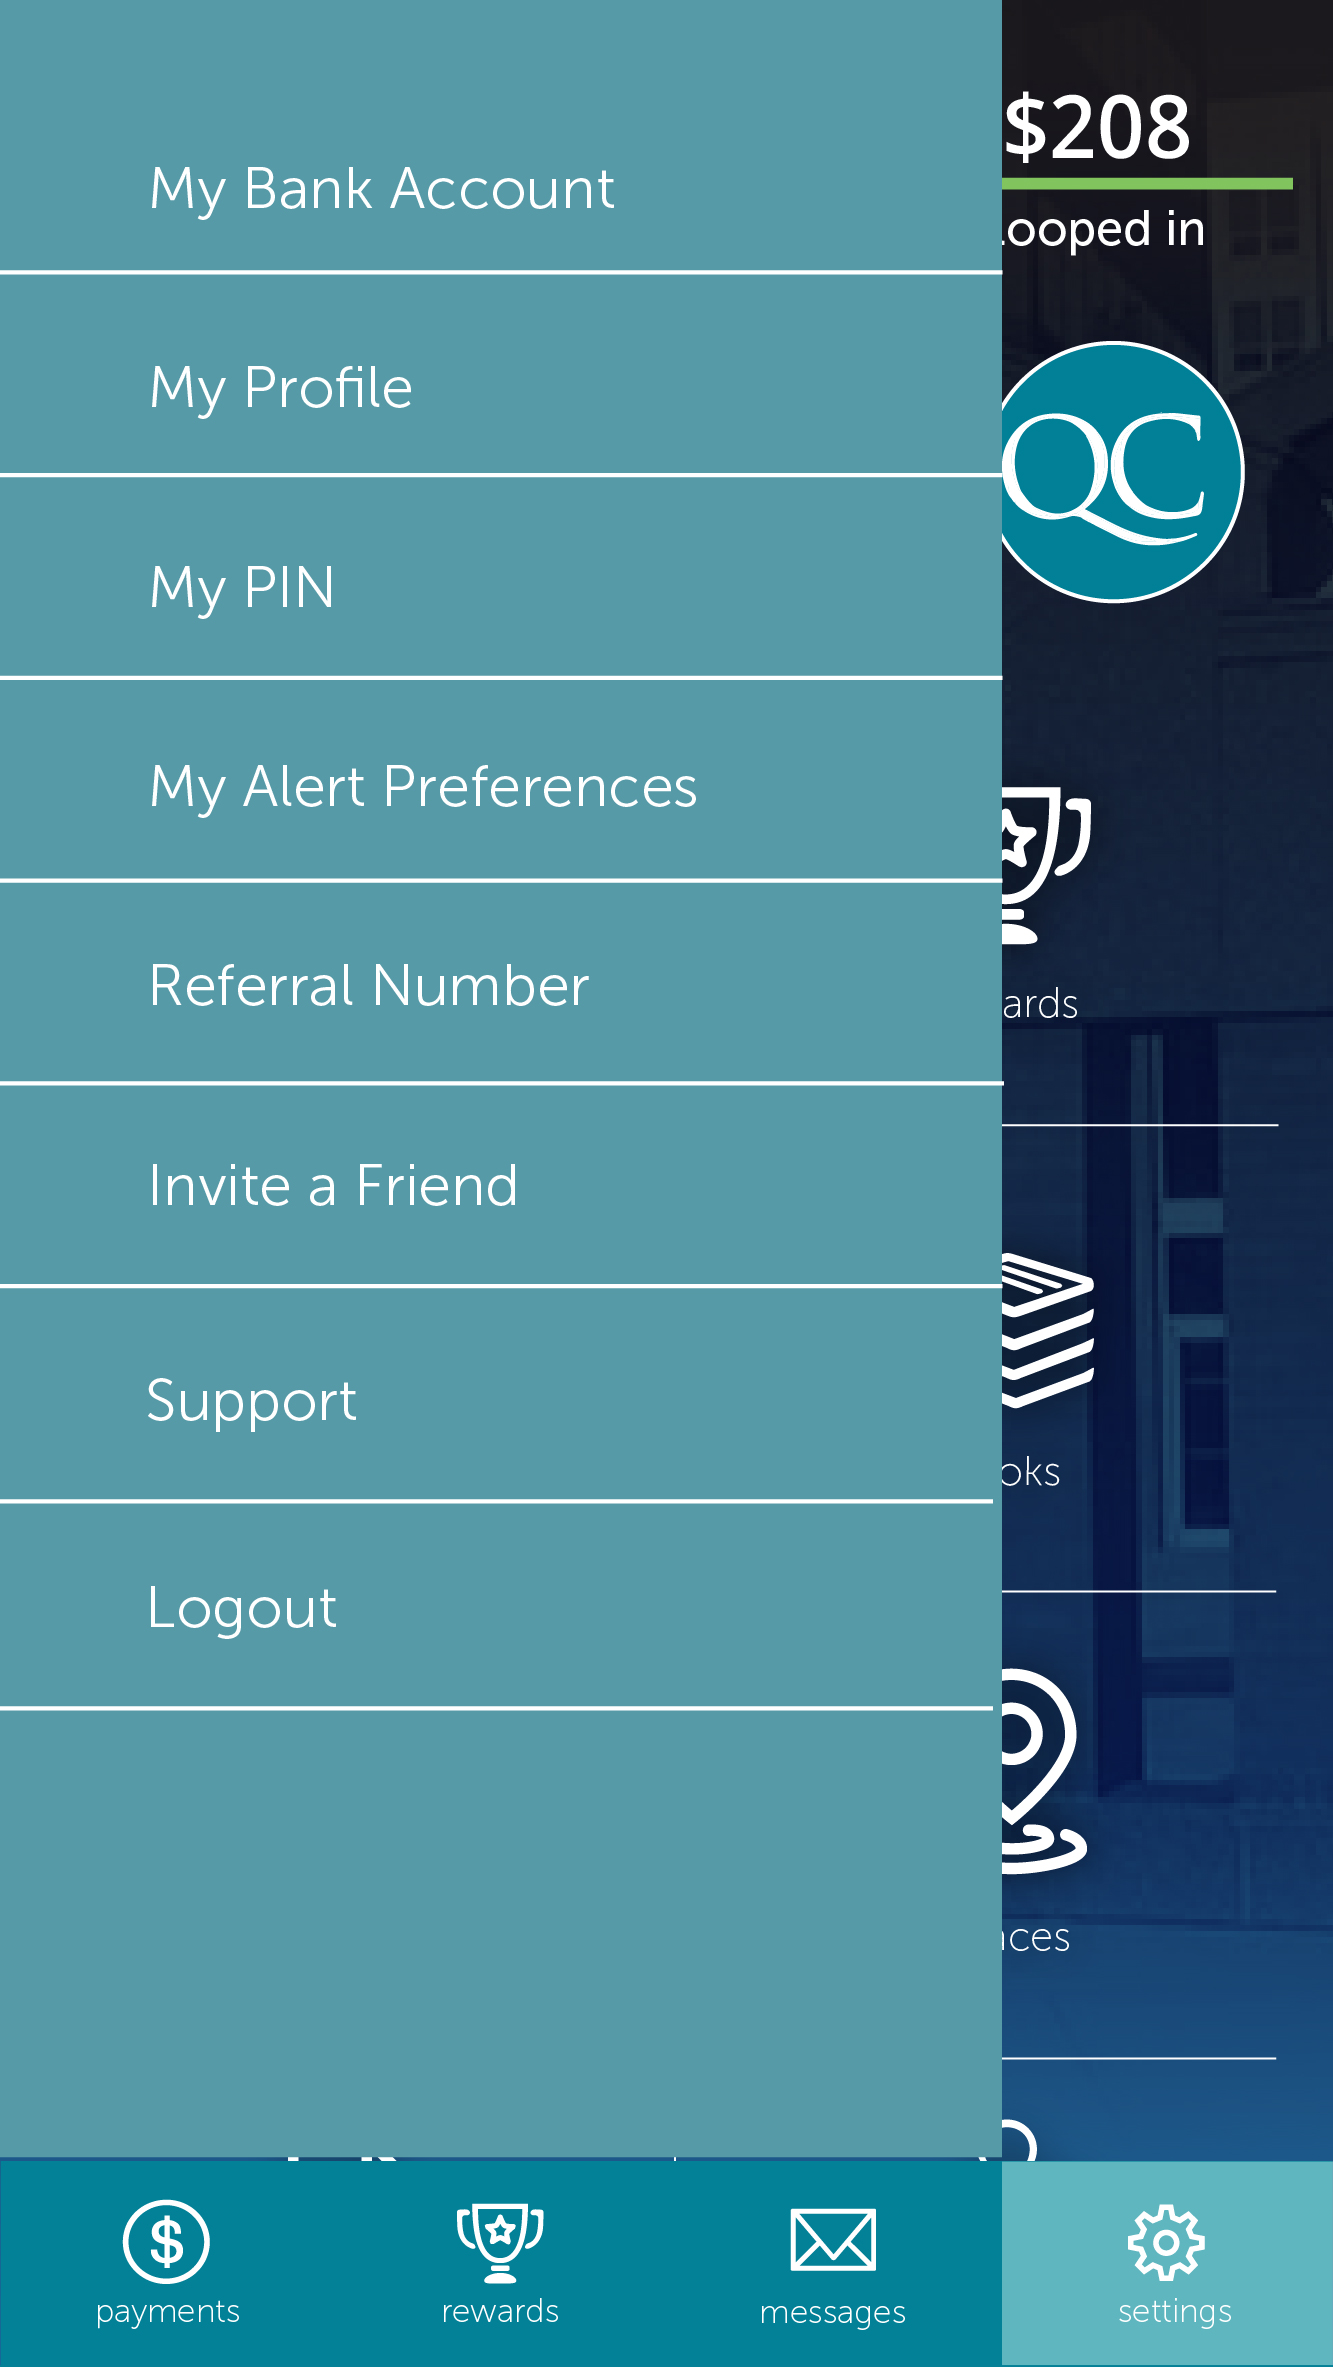 $208
ooped in
My Bank Account
My Profile
QC
My PIN
My Alert Preferences
Referral Number
ards
Invite a Friend
Support
oks
Logout
ces
payments
rewards
messages
settings